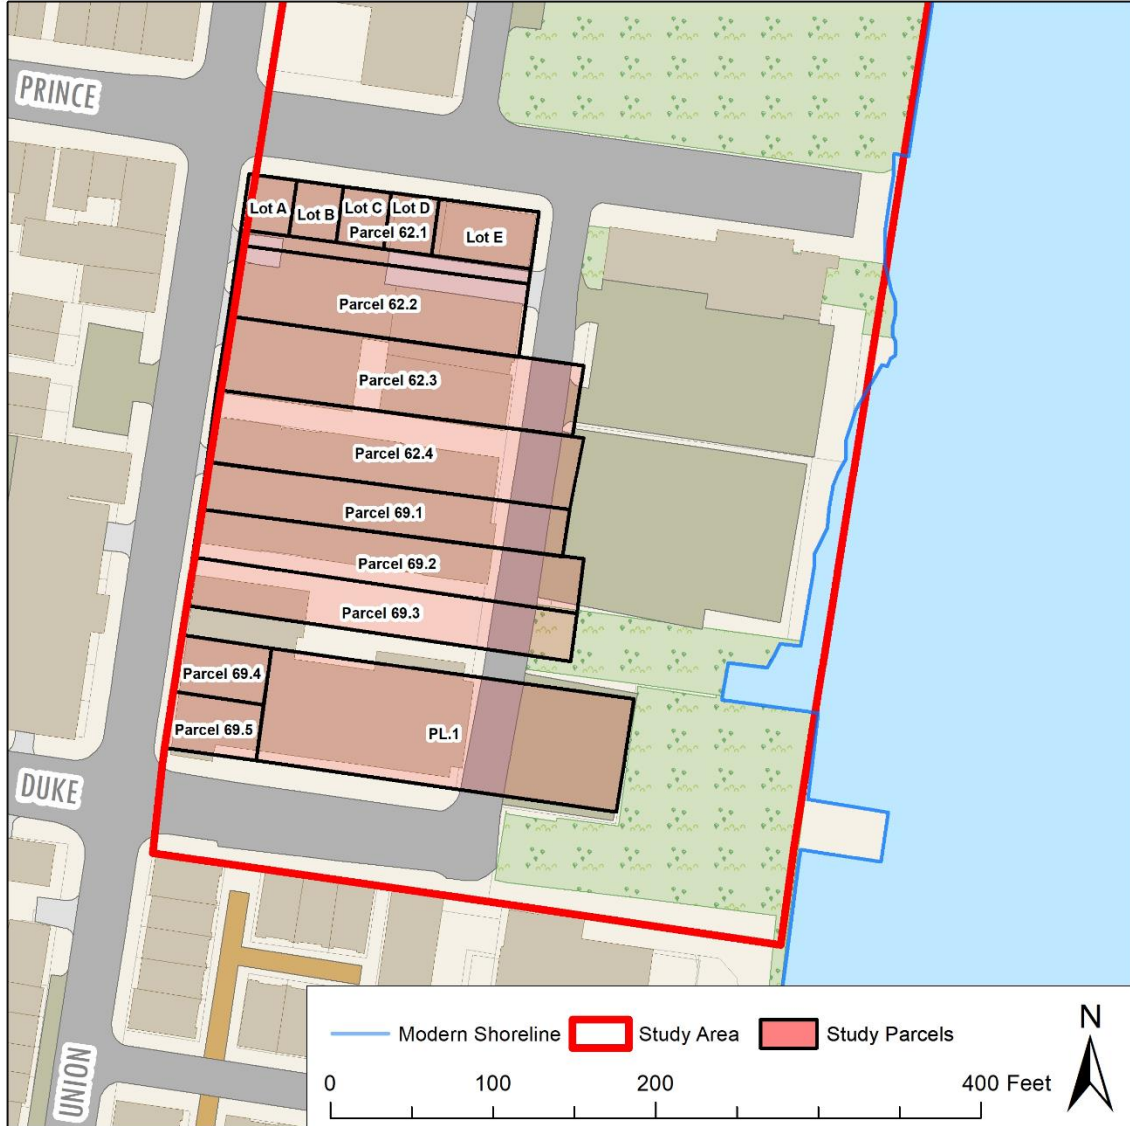 PRINCE
Lot A
Lot B
Lot C
Lot D
Parcel 62.1
Lot E
Parcel 62.2
Parcel 62.3
Parcel 62.4
Parcel 69.1
Parcel 69.2
Parcel 69.3
Parcel 69.4
Parcel 69.5
PL.1
DUKE
UNION
Modern Shoreline
Study Area
Study Parcels
N
0 100 200 400 Feet